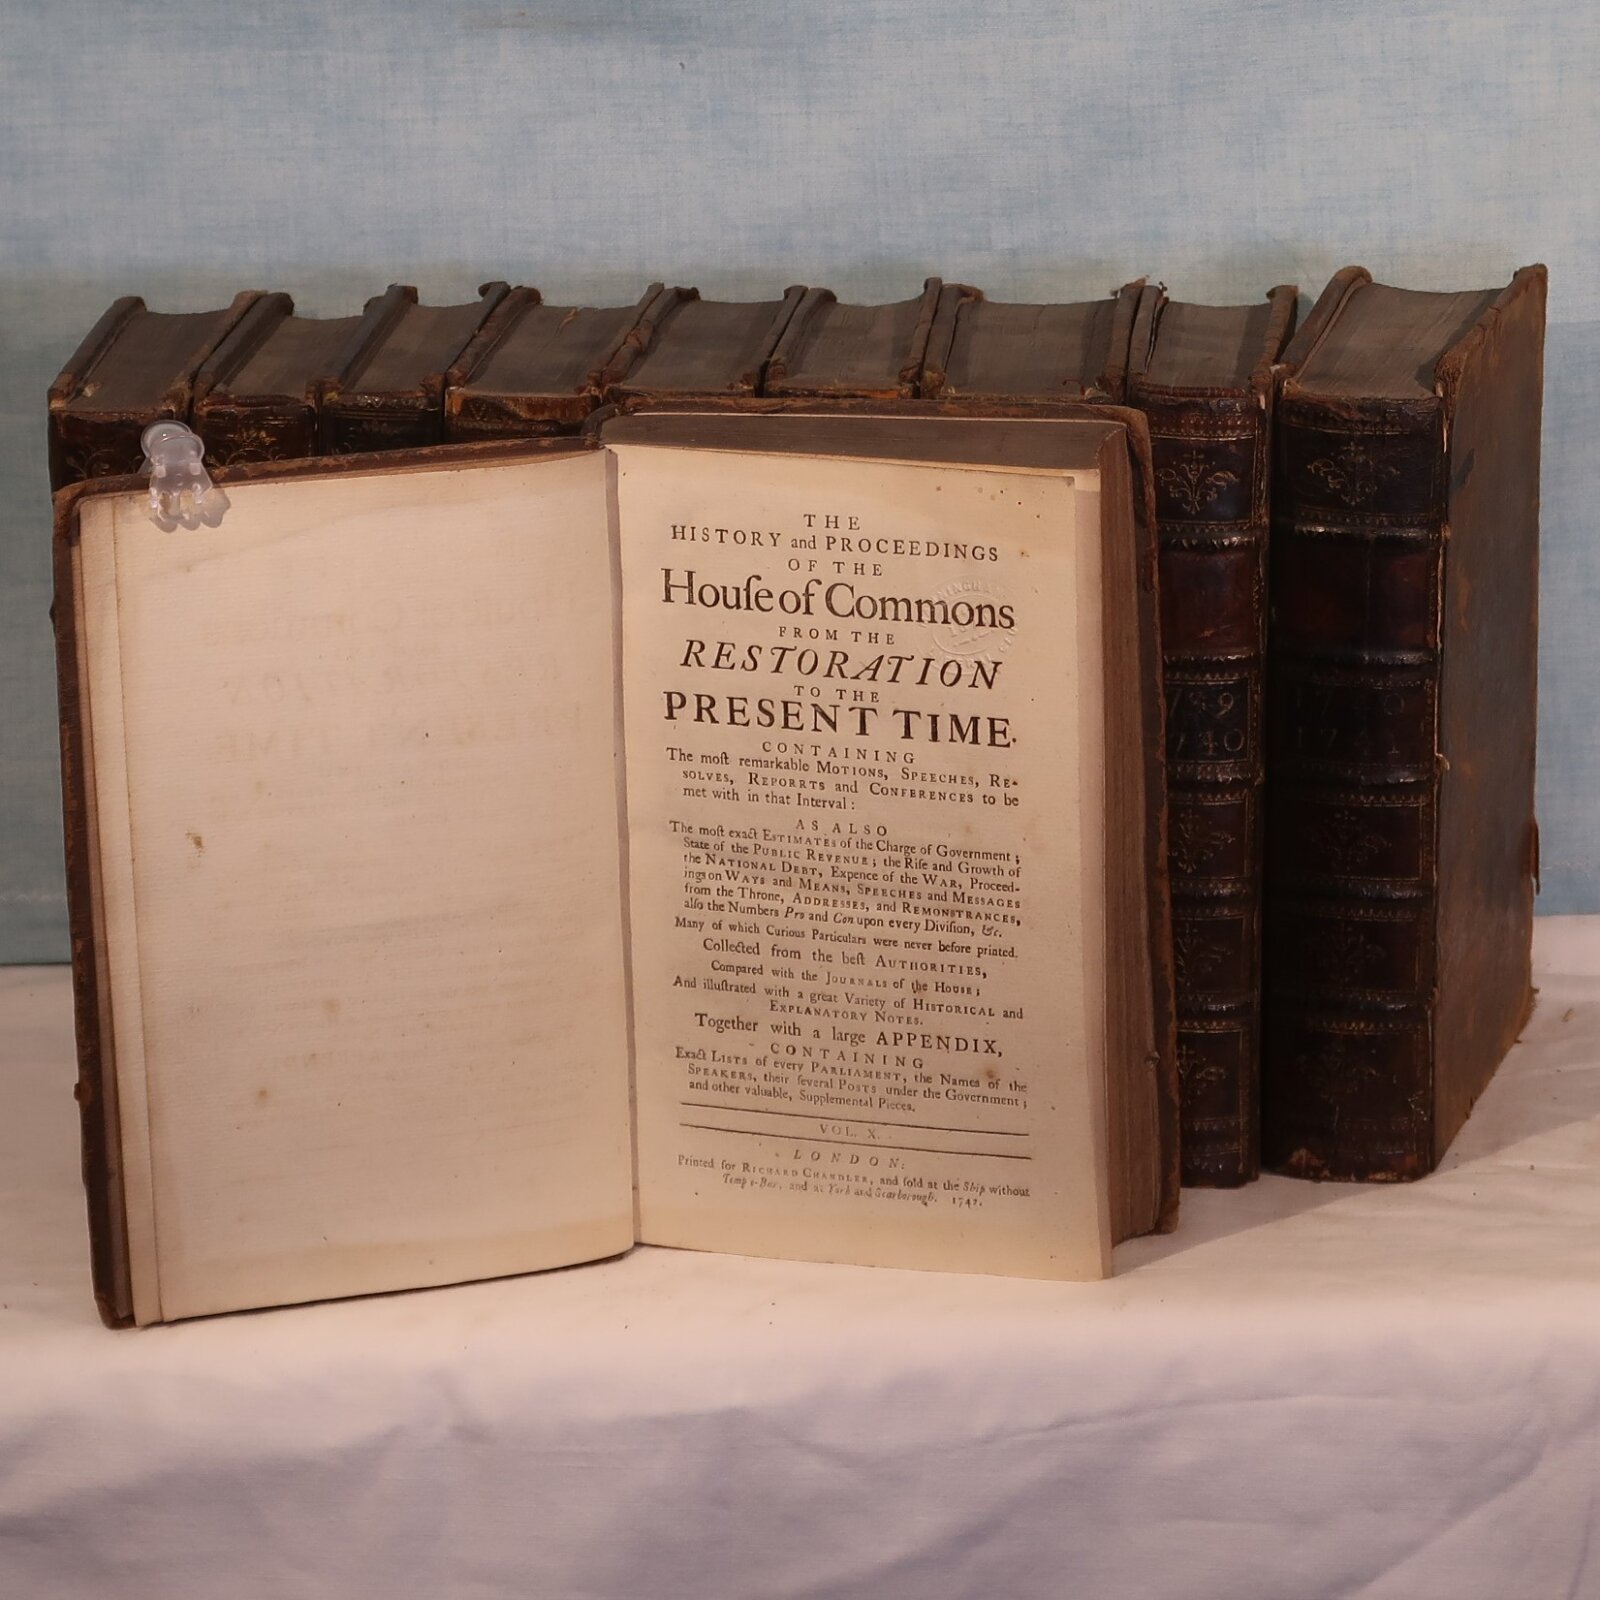 THE
HISTORY and PROCEEDINGS
OF THE
Houſe of Commons
FROM THE
RESTORATION
TO THE
PRESENT TIME.
CONTAINING
The moſt remarkable MOTIONS, SPEECHES, RE-
SOLVES, REPORRTS and CONFERENCES to be
met with in that Interval:
AS ALSO
The moſt exact ESTIMATES of the Charge of Government;
State of the PUBLIC REVENUE; the Riſe and Growth of
the NATIONAL DEBT, Expence of the WAR, Proceed-
ings on WAYS and MEANS, SPEECHES and MESSAGES
from the Throne, ADDRESSES, and REMONSTRANCES,
alſo the Numbers Pro and Con upon every Diviſion, &c.
Many of which Curious Particulars were never before printed.
Collected from the beſt AUTHORITIES,
Compared with the JOURNALS of the HOUSE;
And illuſtrated with a great Variety of HISTORICAL and
EXPLANATORY NOTES.
Together with a large APPENDIX,
CONTAINING
Exact LISTS of every PARLIAMENT, the Names of the
SPEAKERS, their ſeveral POSTS under the Government;
and other valuable, Supplemental Pieces.
VOL. X.
LONDON:
Printed for RICHARD CHANDLER, and ſold at the Ship without
Temple-Bar, and at York and Scarborough. 1742.
1739
1740
1740
1741